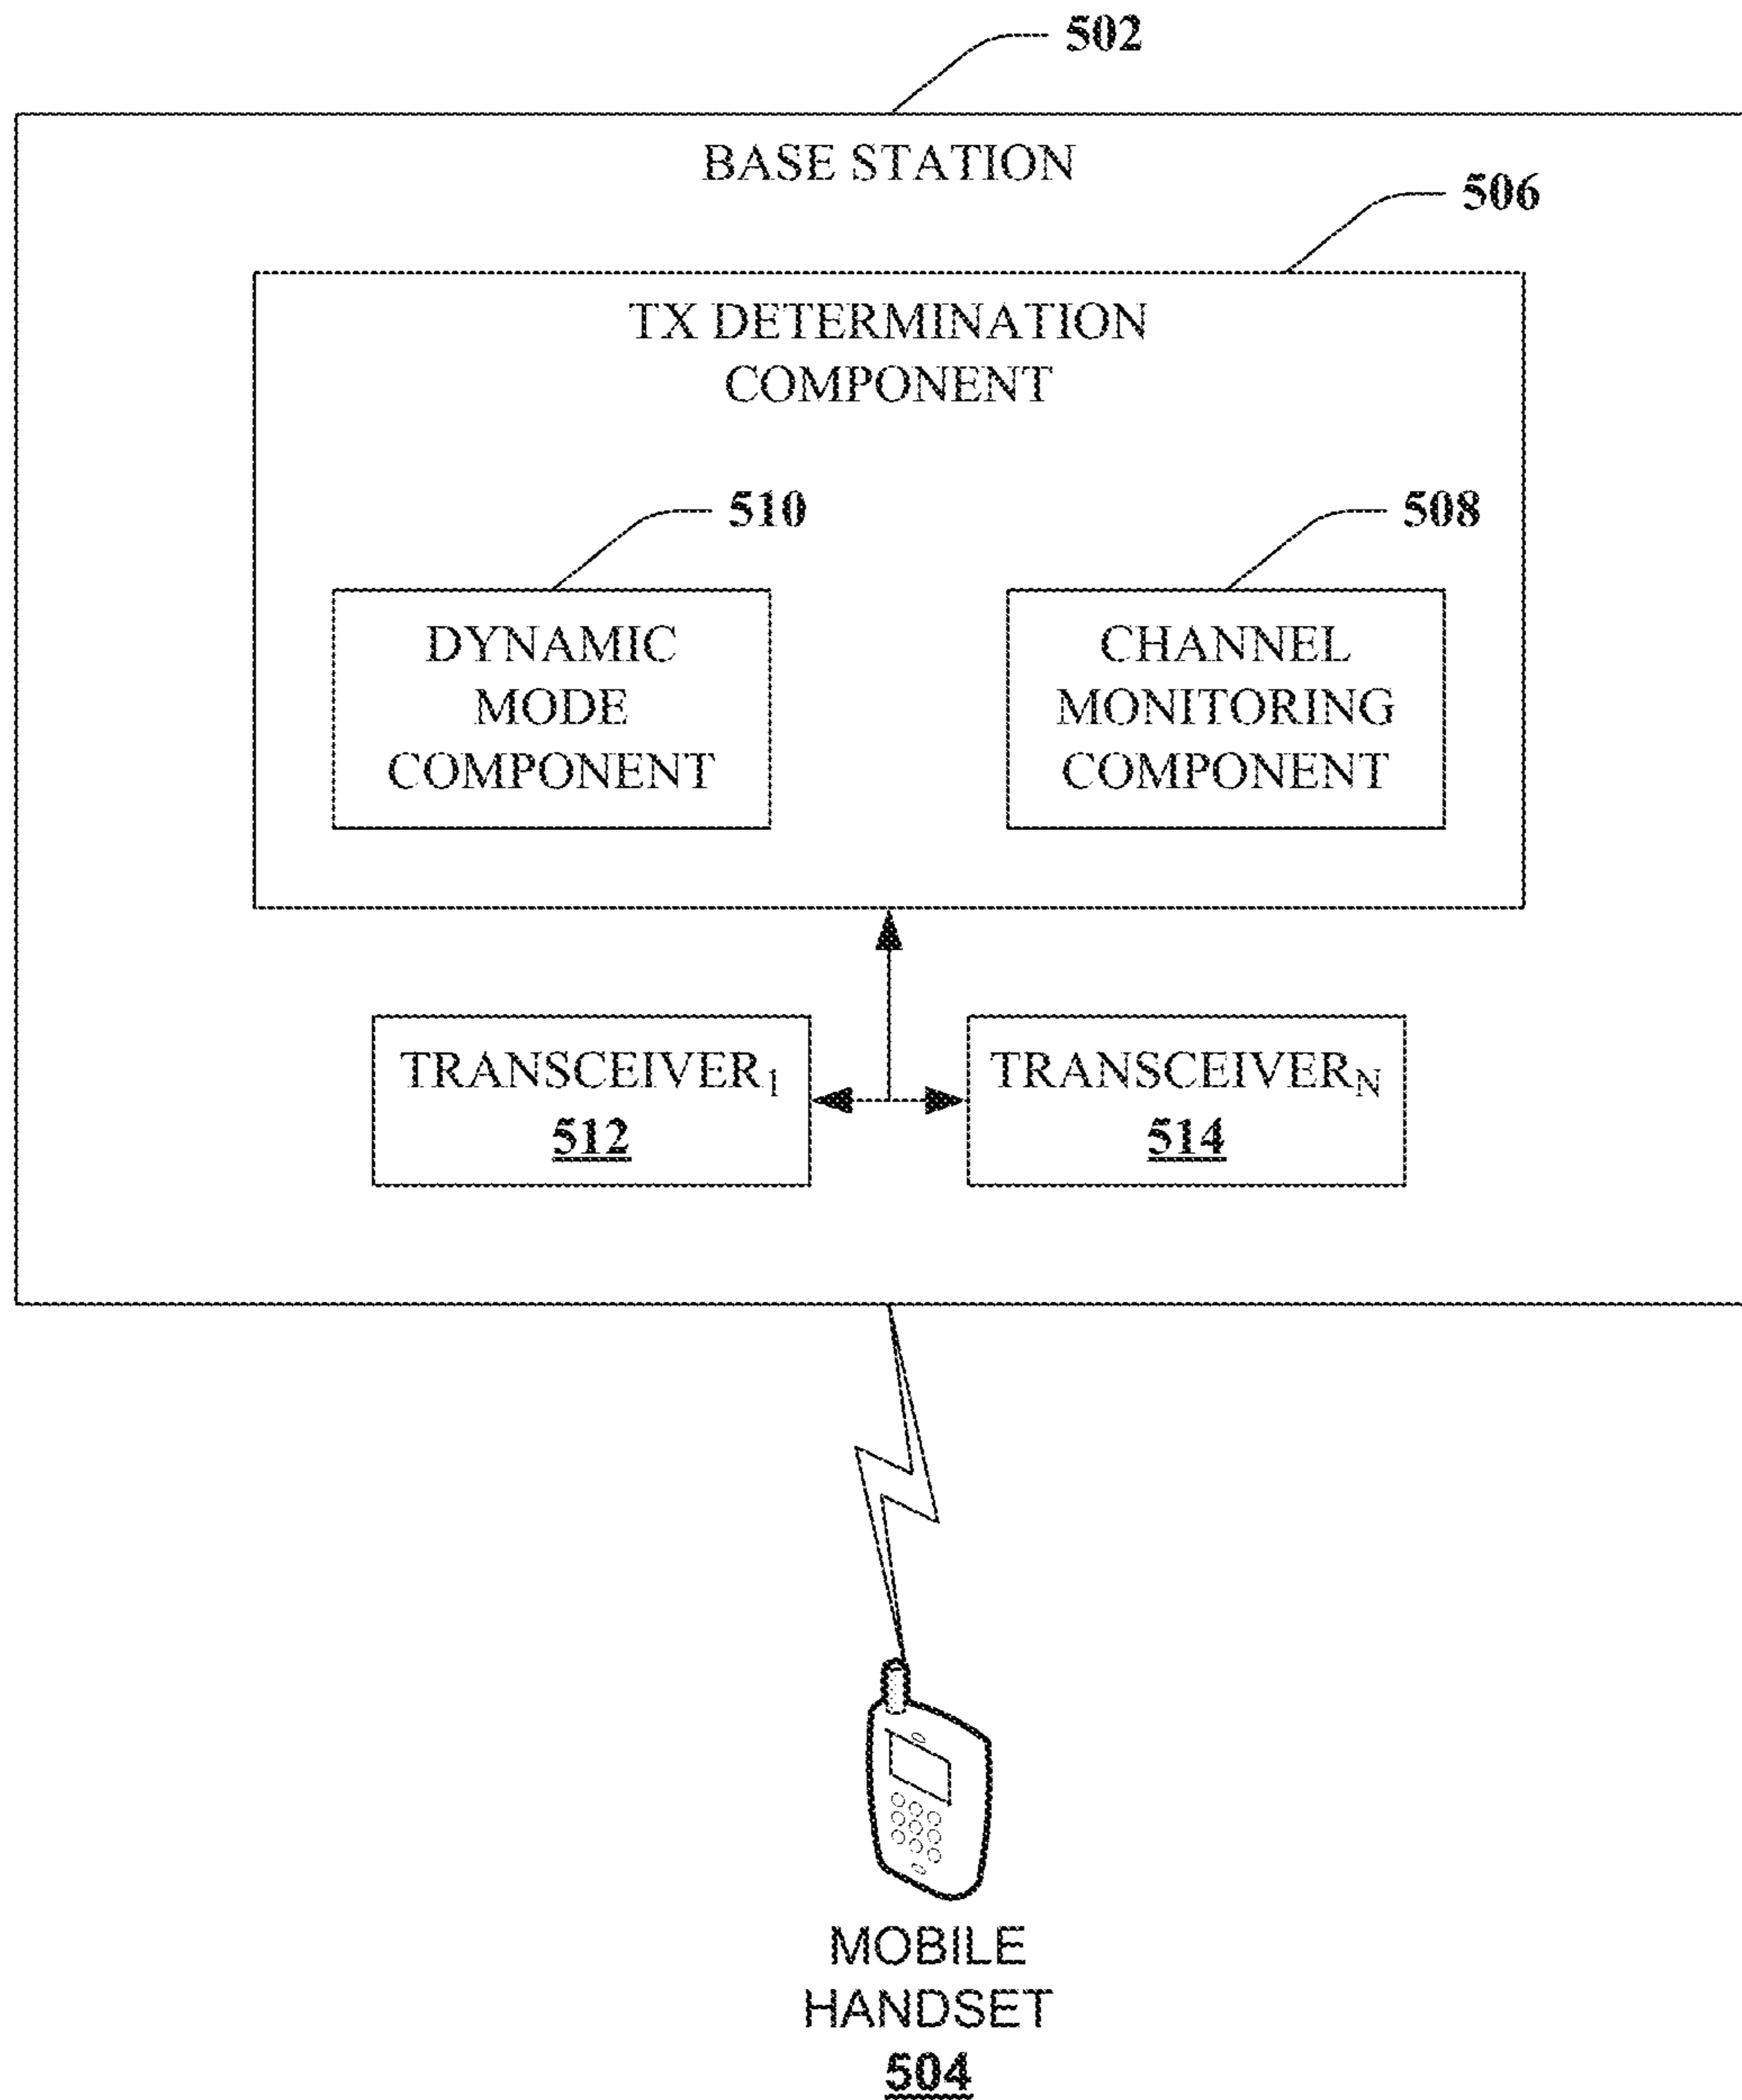 502
BASE STATION
506
TX DETERMINATION
COMPONENT
510
508
DYNAMIC
MODE
COMPONENT
CHANNEL
MONITORING
COMPONENT
TRANSCEIVER₁
512
TRANSCEIVER_N
514
MOBILE
HANDSET
504